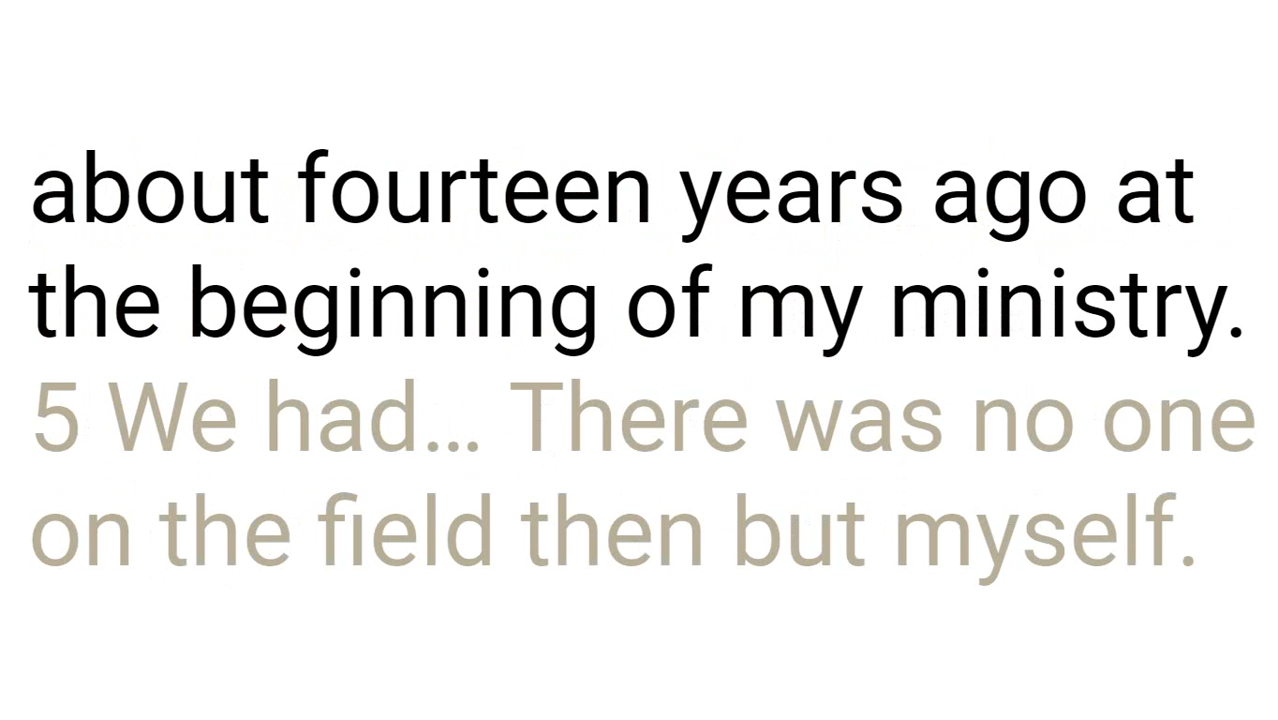 about fourteen years ago at
the beginning of my ministry.
5 We had… There was no one
on the field then but myself.